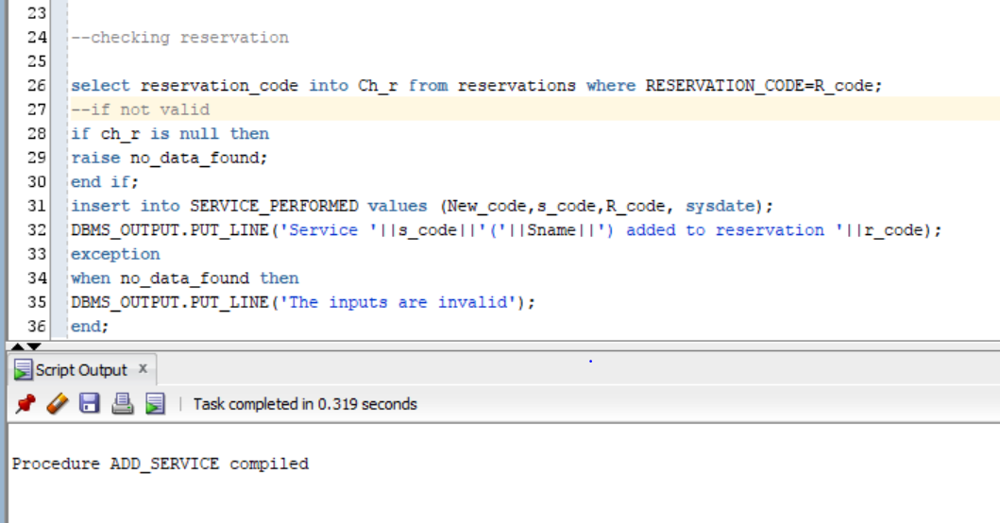 23
24 --checking reservation
25
26 select reservation_code into Ch_r from reservations where RESERVATION_CODE=R_code;
27 --if not valid
28 if ch_r is null then
29 raise no_data_found;
30 end if;
31 insert into SERVICE_PERFORMED values (New_code,s_code,R_code, sysdate);
32 DBMS_OUTPUT.PUT_LINE('Service '||s_code||'('||Sname||') added to reservation '||r_code);
33 exception
34 when no_data_found then
35 DBMS_OUTPUT.PUT_LINE('The inputs are invalid');
36 end;
Script Output x
Task completed in 0.319 seconds
Procedure ADD_SERVICE compiled